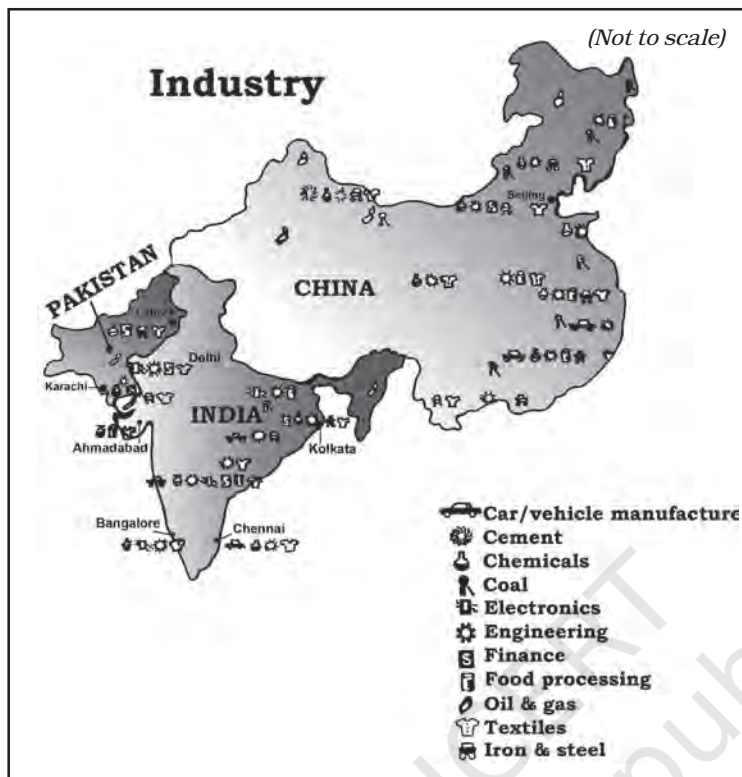 (Not to scale)
Industry
Beijing
PAKISTAN
Lahore
CHINA
Delhi
Karachi
INDIA
Ahmadabad
Kolkata
Bangalore
Chennai
Car/vehicle manufacture
Cement
Chemicals
Coal
Electronics
Engineering
Finance
Food processing
Oil & gas
Textiles
Iron & steel